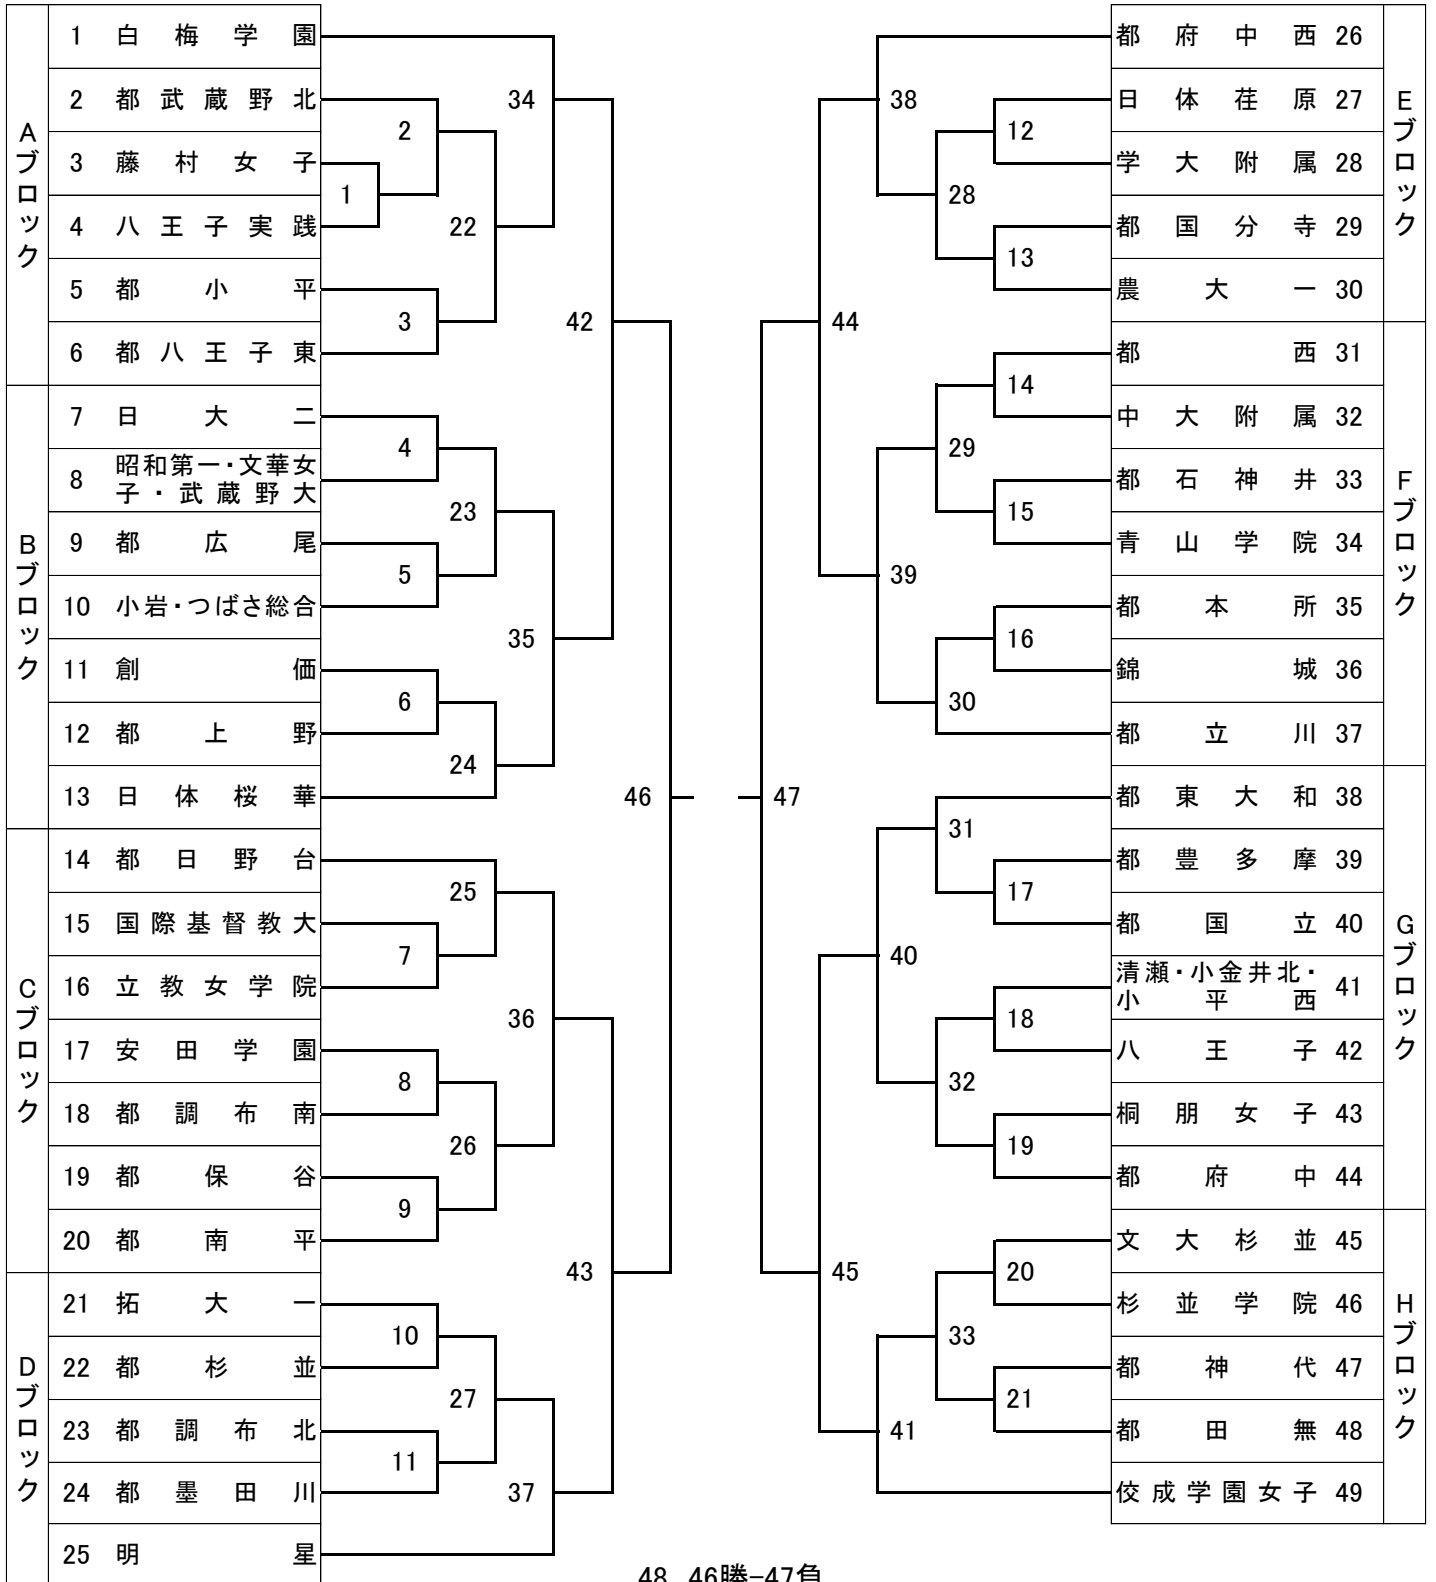 Aブロック
1 白梅学園
2 都武蔵野北
3 藤村女子
4 八王子実践
5 都小平
6 都八王子東
Bブロック
7 日大二
8 昭和第一・文華女
子・武蔵野大
9 都広尾
10 小岩・つばさ総合
11 創価
12 都上野
13 日体桜華
Cブロック
14 都日野台
15 国際基督教大
16 立教女学院
17 安田学園
18 都調布南
19 都保谷
20 都南平
Dブロック
21 拓大一
22 都杉並
23 都調布北
24 都墨田川
25 明星
1
2
3
4
5
6
7
8
9
10
11
22
23
24
25
26
27
34
35
36
37
42
43
46
47
44
45
38
39
40
41
28
29
30
31
32
33
12
13
14
15
16
17
18
19
20
21
Eブロック
都府中西 26
日体荏原 27
学大附属 28
都国分寺 29
農大一 30
Fブロック
都西 31
中大附属 32
都石神井 33
青山学院 34
都本所 35
錦城 36
都立川 37
Gブロック
都東大和 38
都豊多摩 39
都国立 40
清瀬・小金井北・
小平西 41
八王子 42
桐朋女子 43
都府中 44
Hブロック
文大杉並 45
杉並学院 46
都神代 47
都田無 48
佼成学園女子 49
48 46勝-47負